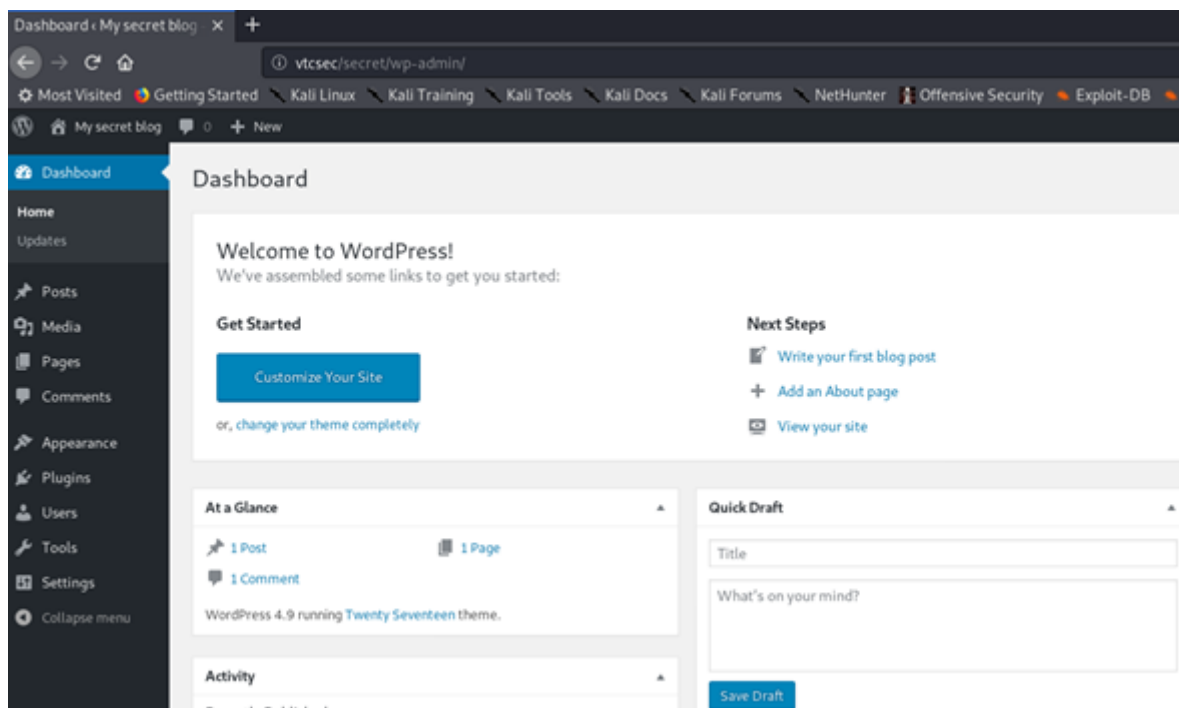 Dashboard ‹ My secret blog
vtcsec/secret/wp-admin/
Most Visited Getting Started Kali Linux Kali Training Kali Tools Kali Docs Kali Forums NetHunter Offensive Security Exploit-DB
My secret blog 0 + New
Dashboard
Home
Updates
Posts
Media
Pages
Comments
Appearance
Plugins
Users
Tools
Settings
Collapse menu
Dashboard
Welcome to WordPress!
We've assembled some links to get you started:
Get Started
Customize Your Site
or, change your theme completely
Next Steps
Write your first blog post
Add an About page
View your site
At a Glance
1 Post
1 Page
1 Comment
WordPress 4.9 running Twenty Seventeen theme.
Activity
Quick Draft
Title
What's on your mind?
Save Draft